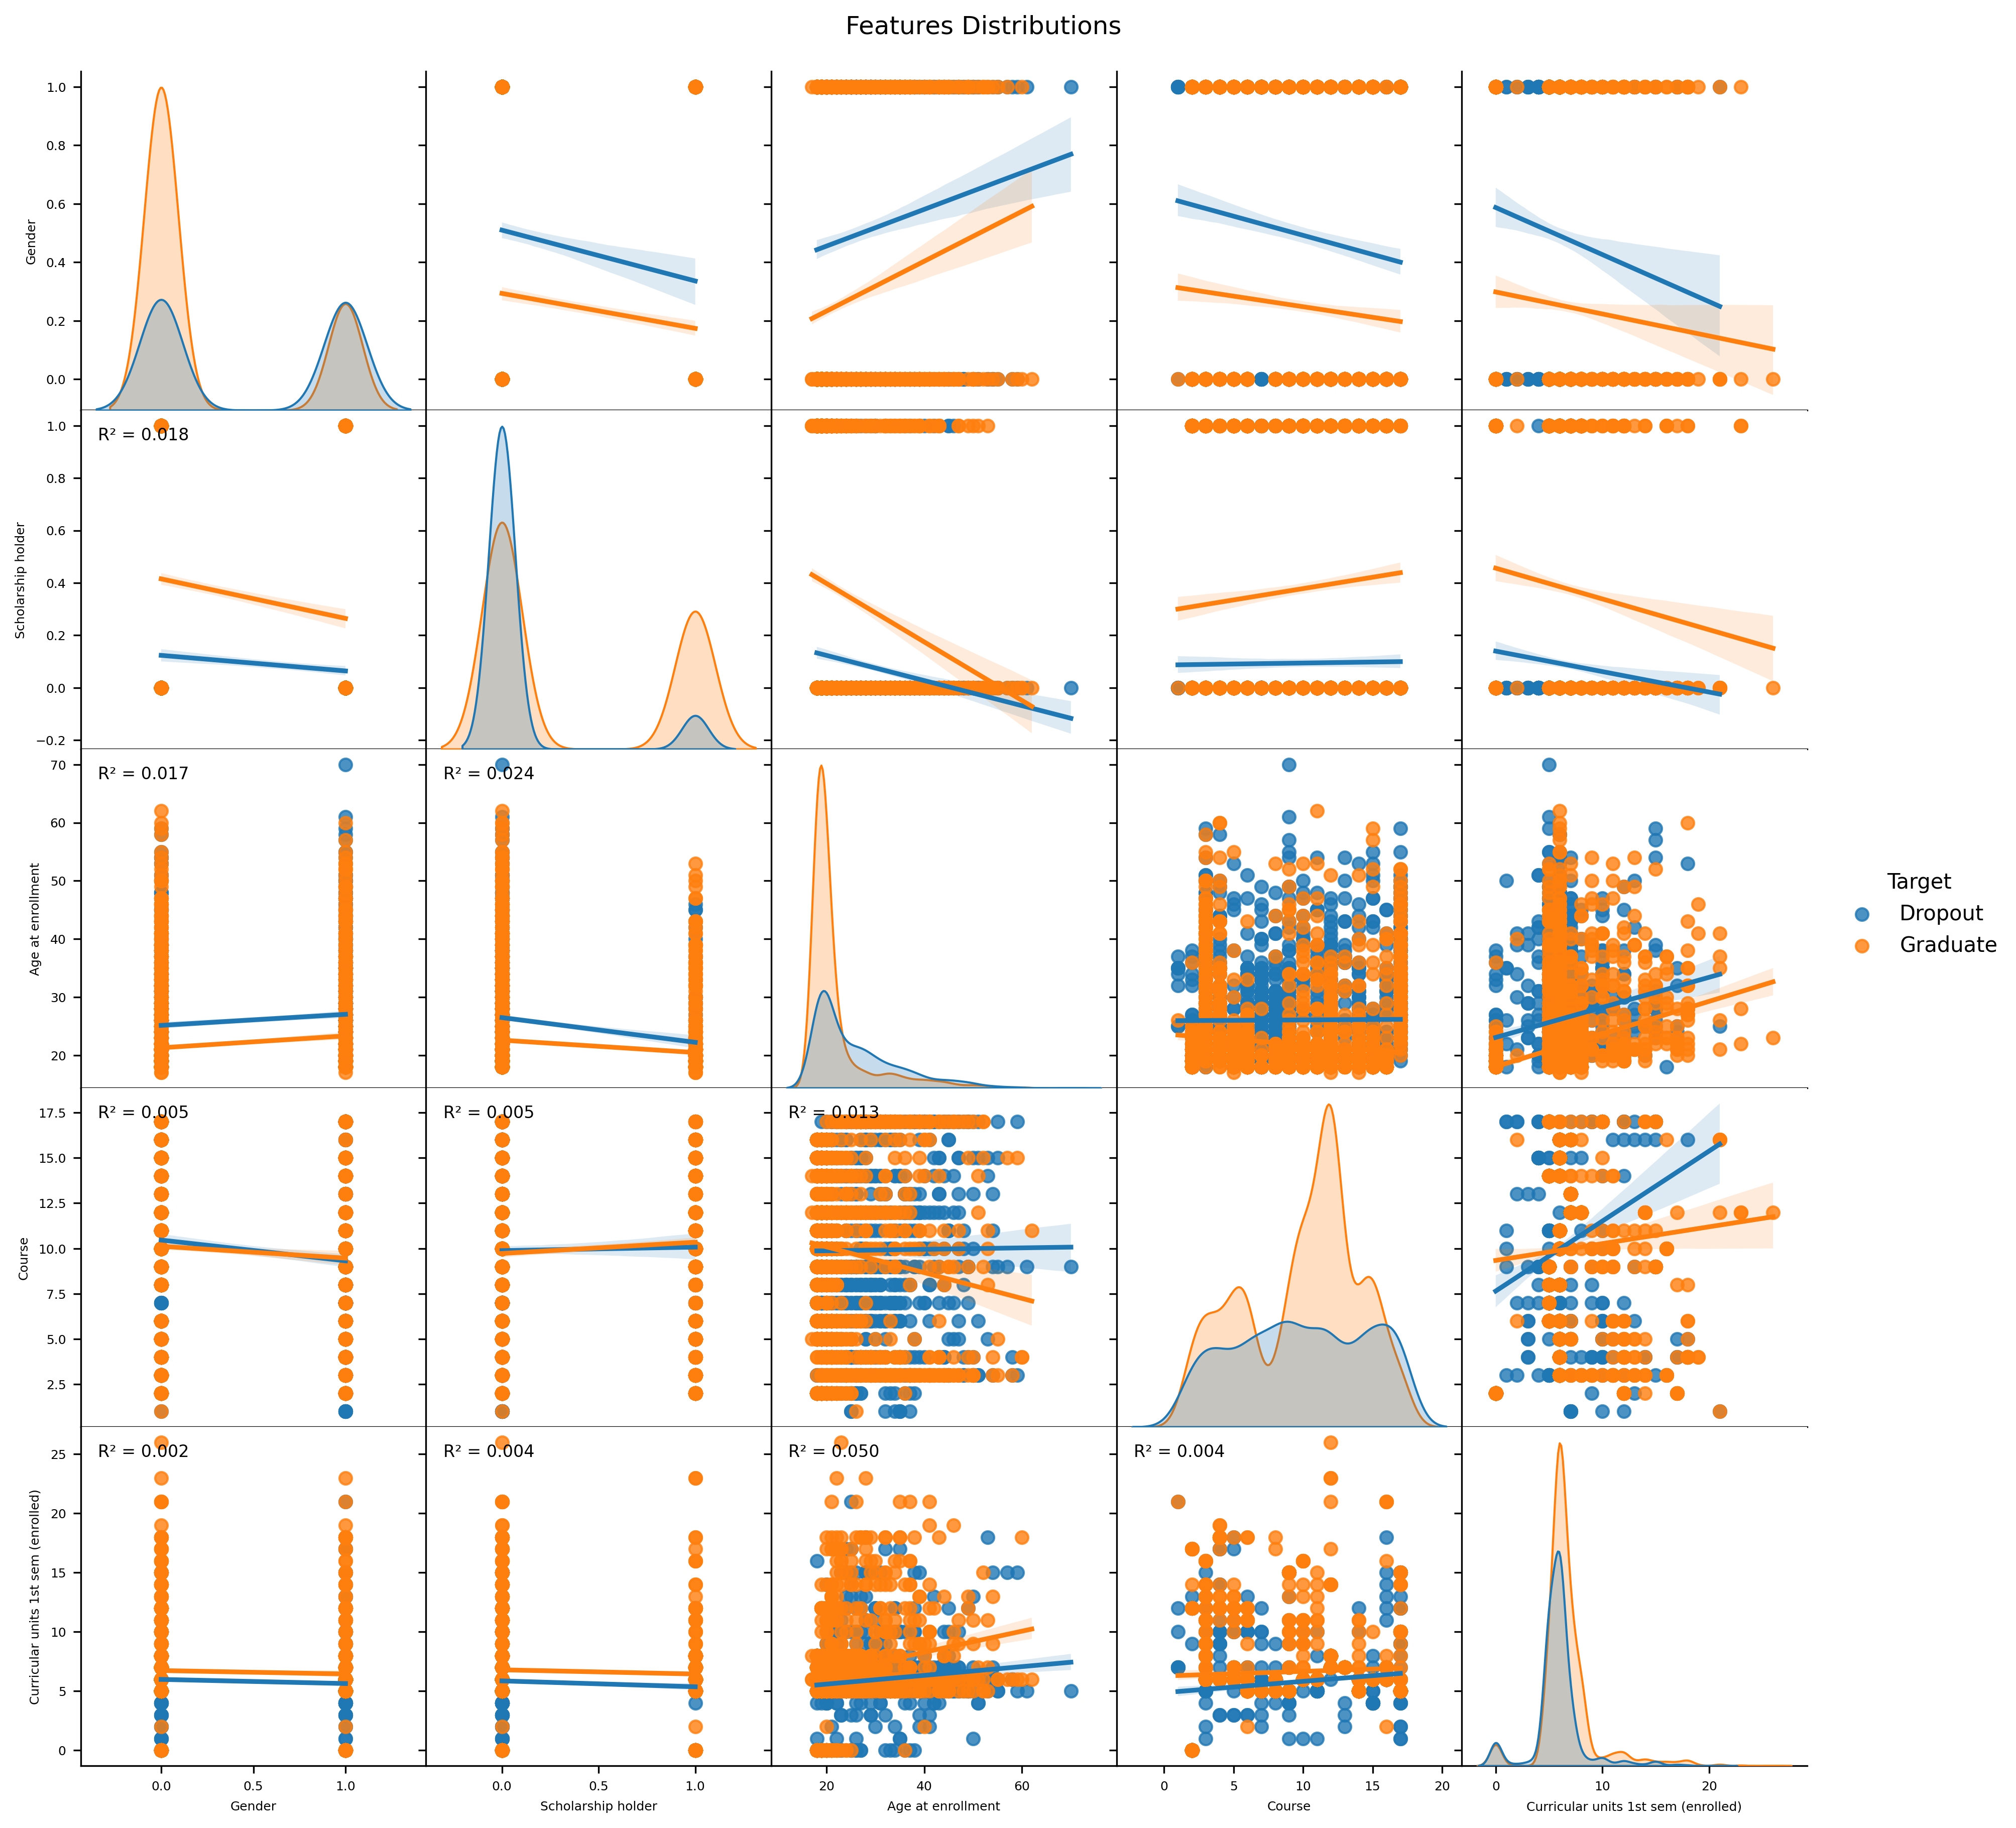 Features Distributions
1.0
0.8
0.6
0.4
0.2
0.0
Gender
R² = 0.018
1.0
0.8
0.6
0.4
0.2
0.0
−0.2
Scholarship holder
R² = 0.017
R² = 0.024
70
60
50
40
30
20
Age at enrollment
Target
Dropout
Graduate
R² = 0.005
R² = 0.005
R² = 0.013
17.5
15.0
12.5
10.0
7.5
5.0
2.5
Course
R² = 0.002
R² = 0.004
R² = 0.050
R² = 0.004
25
20
15
10
5
0
Curricular units 1st sem (enrolled)
0.0 0.5 1.0
0.0 0.5 1.0
20 40 60
0 5 10 15 20
0 10 20
Gender
Scholarship holder
Age at enrollment
Course
Curricular units 1st sem (enrolled)